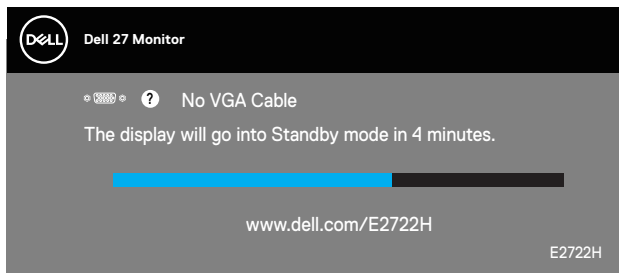 DELL
Dell 27 Monitor
? No VGA Cable
The display will go into Standby mode in 4 minutes.
www.dell.com/E2722H
E2722H